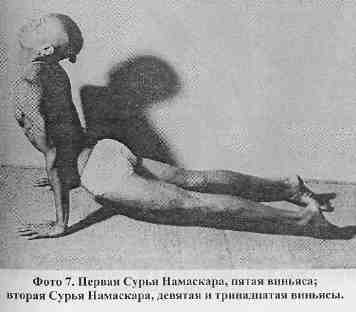 Фото 7. Первая Сурья Намаскара, пятая виньяса;
вторая Сурья Намаскара, девятая и тринадцатая виньясы.